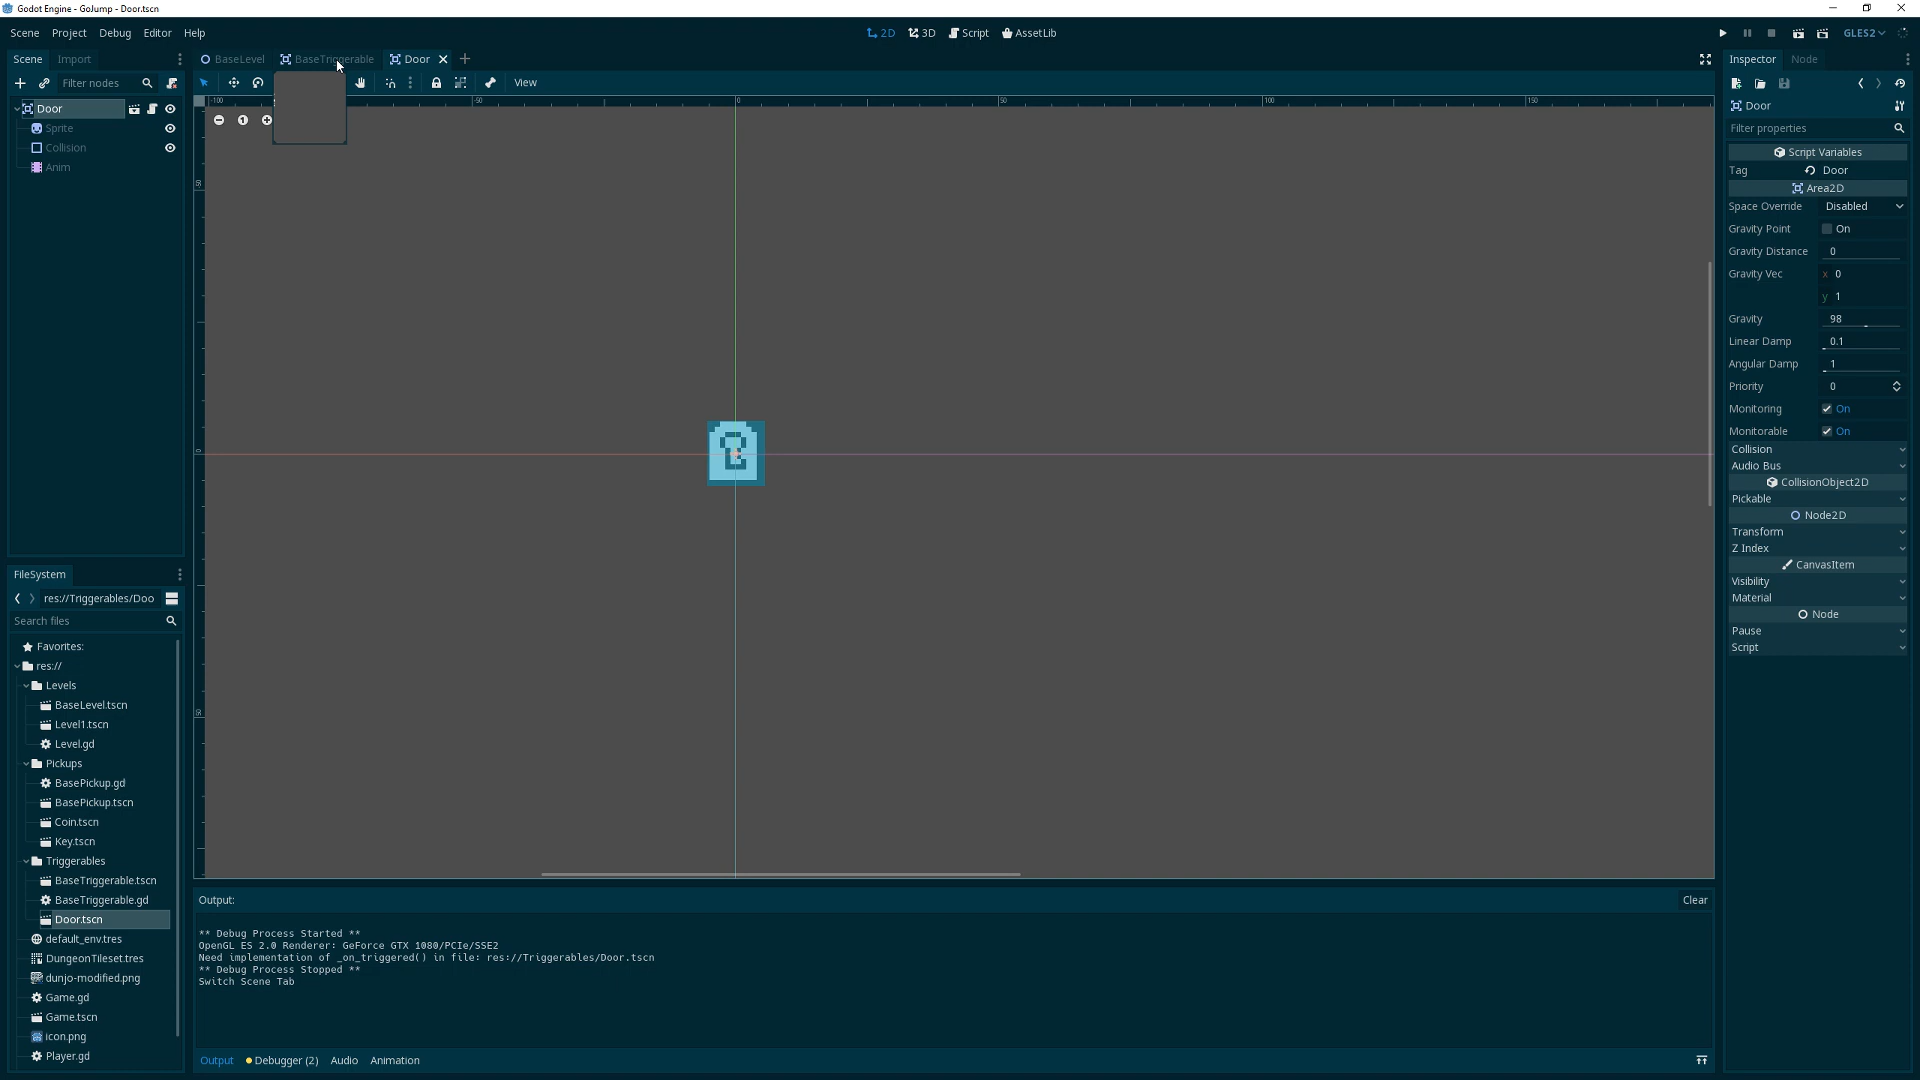 Godot Engine - GoJump - Door.tscn
Scene Project Debug Editor Help
2D 3D Script AssetLib
GLES2
Scene Import
BaseLevel BaseTriggerable Door
Inspector Node
Filter nodes
View
Door
Sprite
Collision
Anim
-100 -50 0 50 100 150
Door
Filter properties
Script Variables
Tag Door
Area2D
Space Override Disabled
Gravity Point On
Gravity Distance 0
Gravity Vec x 0
y 1
Gravity 98
Linear Damp 0.1
Angular Damp 1
Priority 0
Monitoring On
Monitorable On
Collision
Audio Bus
CollisionObject2D
Pickable
Node2D
Transform
Z Index
CanvasItem
Visibility
Material
Node
Pause
Script
FileSystem
res://Triggerables/Doo
Search files
Favorites:
res://
Levels
BaseLevel.tscn
Level1.tscn
Level.gd
Pickups
BasePickup.gd
BasePickup.tscn
Coin.tscn
Key.tscn
Triggerables
BaseTriggerable.tscn
BaseTriggerable.gd
Door.tscn
default_env.tres
DungeonTileset.tres
dunjo-modified.png
Game.gd
Game.tscn
icon.png
Player.gd
Output: Clear
** Debug Process Started **
OpenGL ES 2.0 Renderer: GeForce GTX 1080/PCIe/SSE2
Need implementation of _on_triggered() in file: res://Triggerables/Door.tscn
** Debug Process Stopped **
Switch Scene Tab
Output Debugger (2) Audio Animation